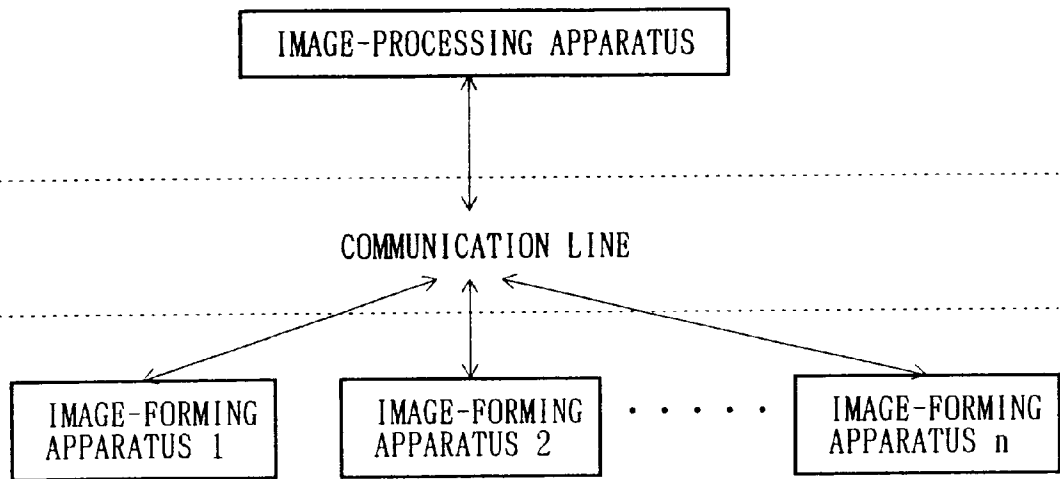 IMAGE-PROCESSING APPARATUS
COMMUNICATION LINE
IMAGE-FORMING
APPARATUS 1
IMAGE-FORMING
APPARATUS 2
. . . . .
IMAGE-FORMING
APPARATUS n